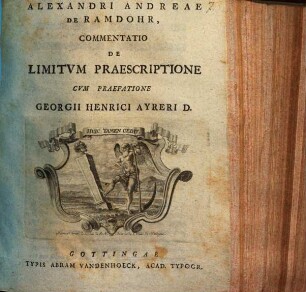 ALEXANDRI ANDREAE
DE RAMDOHR,
COMMENTATIO
DE
LIMITVM PRAESCRIPTIONE
CVM PRAEFATIONE
GEORGII HENRICI AYRERI D.
GOTTINGAE
TYPIS ABRAM VANDENHOECK, ACAD. TYPOGR.